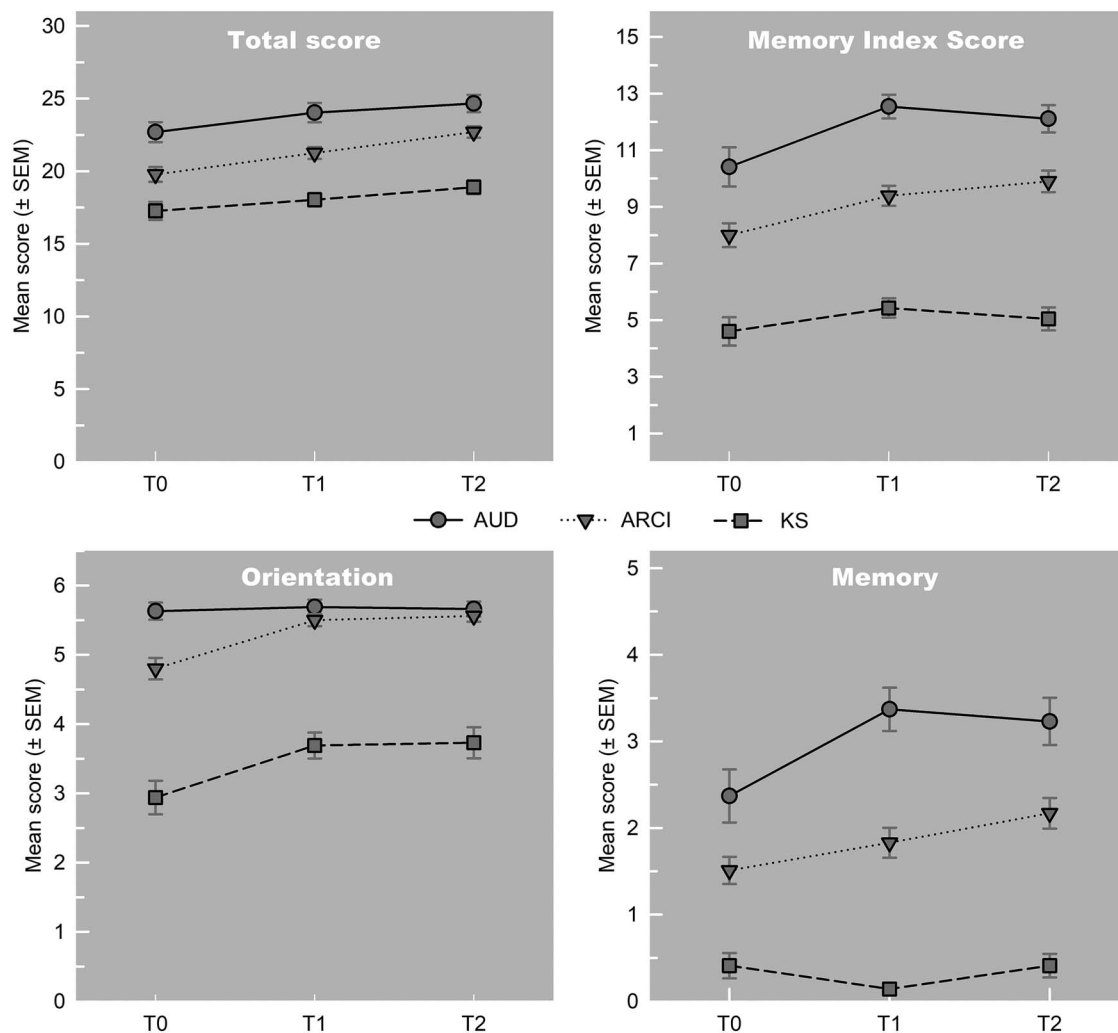 Total score
Mean score (± SEM)
30
25
20
15
10
5
0
T0 T1 T2
Memory Index Score
Mean score (± SEM)
15
13
11
9
7
5
3
1
T0 T1 T2
AUD ARCI KS
Orientation
Mean score (± SEM)
6
5
4
3
2
1
0
T0 T1 T2
Memory
Mean score (± SEM)
5
4
3
2
1
0
T0 T1 T2